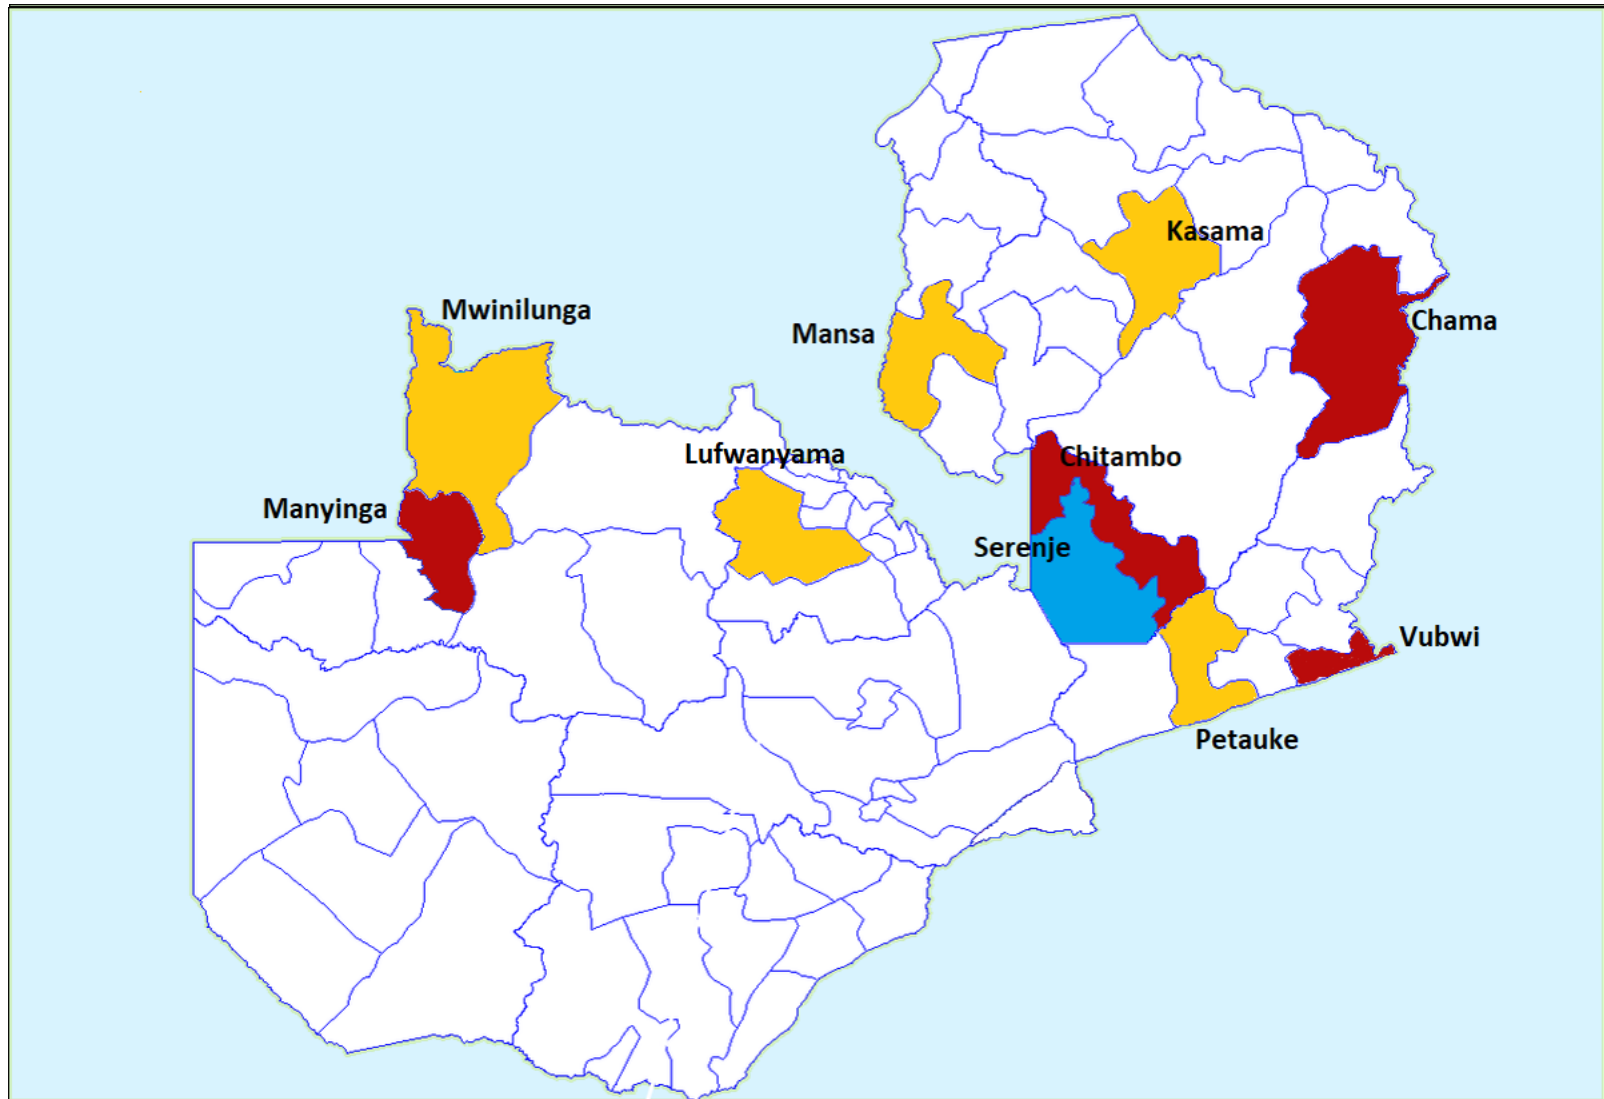 Kasama
Mwinilunga
Chama
Mansa
Lufwanyama
Chitambo
Manyinga
Serenje
Vubwi
Petauke